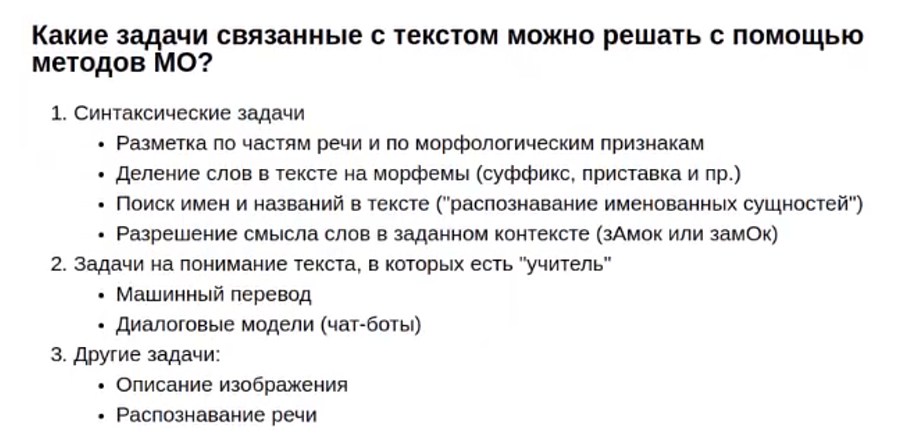 Какие задачи связанные с текстом можно решать с помощью
методов МО?
1. Синтаксические задачи
• Разметка по частям речи и по морфологическим признакам
• Деление слов в тексте на морфемы (суффикс, приставка и пр.)
• Поиск имен и названий в тексте ("распознавание именованных сущностей")
• Разрешение смысла слов в заданном контексте (зАмок или замОк)
2. Задачи на понимание текста, в которых есть "учитель"
• Машинный перевод
• Диалоговые модели (чат-боты)
3. Другие задачи:
• Описание изображения
• Распознавание речи